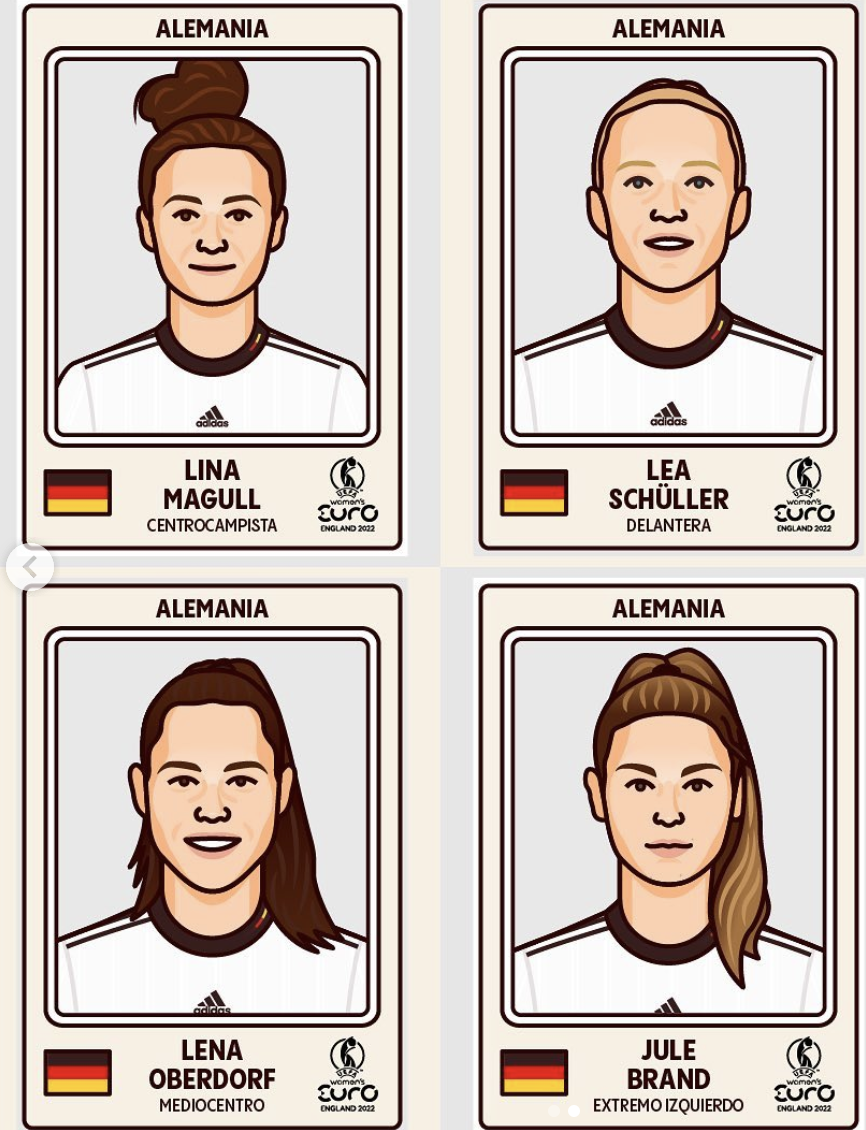 ALEMANIA
adidas
LINA
MAGULL
CENTROCAMPISTA
UEFA
women's
EURO
ENGLAND 2022
ALEMANIA
adidas
LEA
SCHÜLLER
DELANTERA
UEFA
women's
EURO
ENGLAND 2022
ALEMANIA
adidas
LENA
OBERDORF
MEDIOCENTRO
UEFA
women's
EURO
ENGLAND 2022
ALEMANIA
JULE
BRAND
EXTREMO IZQUIERDO
UEFA
women's
EURO
ENGLAND 2022